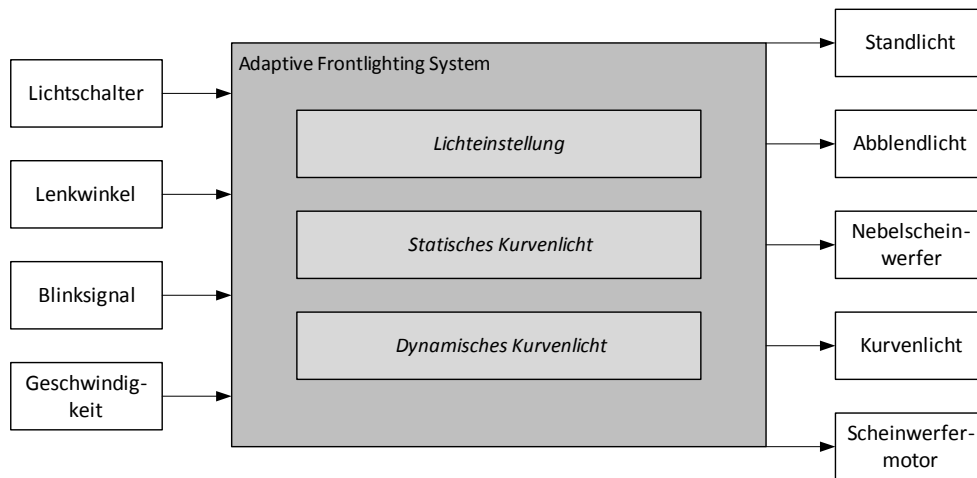 Lichtschalter
Lenkwinkel
Blinksignal
Geschwindig-
keit
Adaptive Frontlighting System
Lichteinstellung
Statisches Kurvenlicht
Dynamisches Kurvenlicht
Standlicht
Abblendlicht
Nebelschein-
werfer
Kurvenlicht
Scheinwerfer-
motor